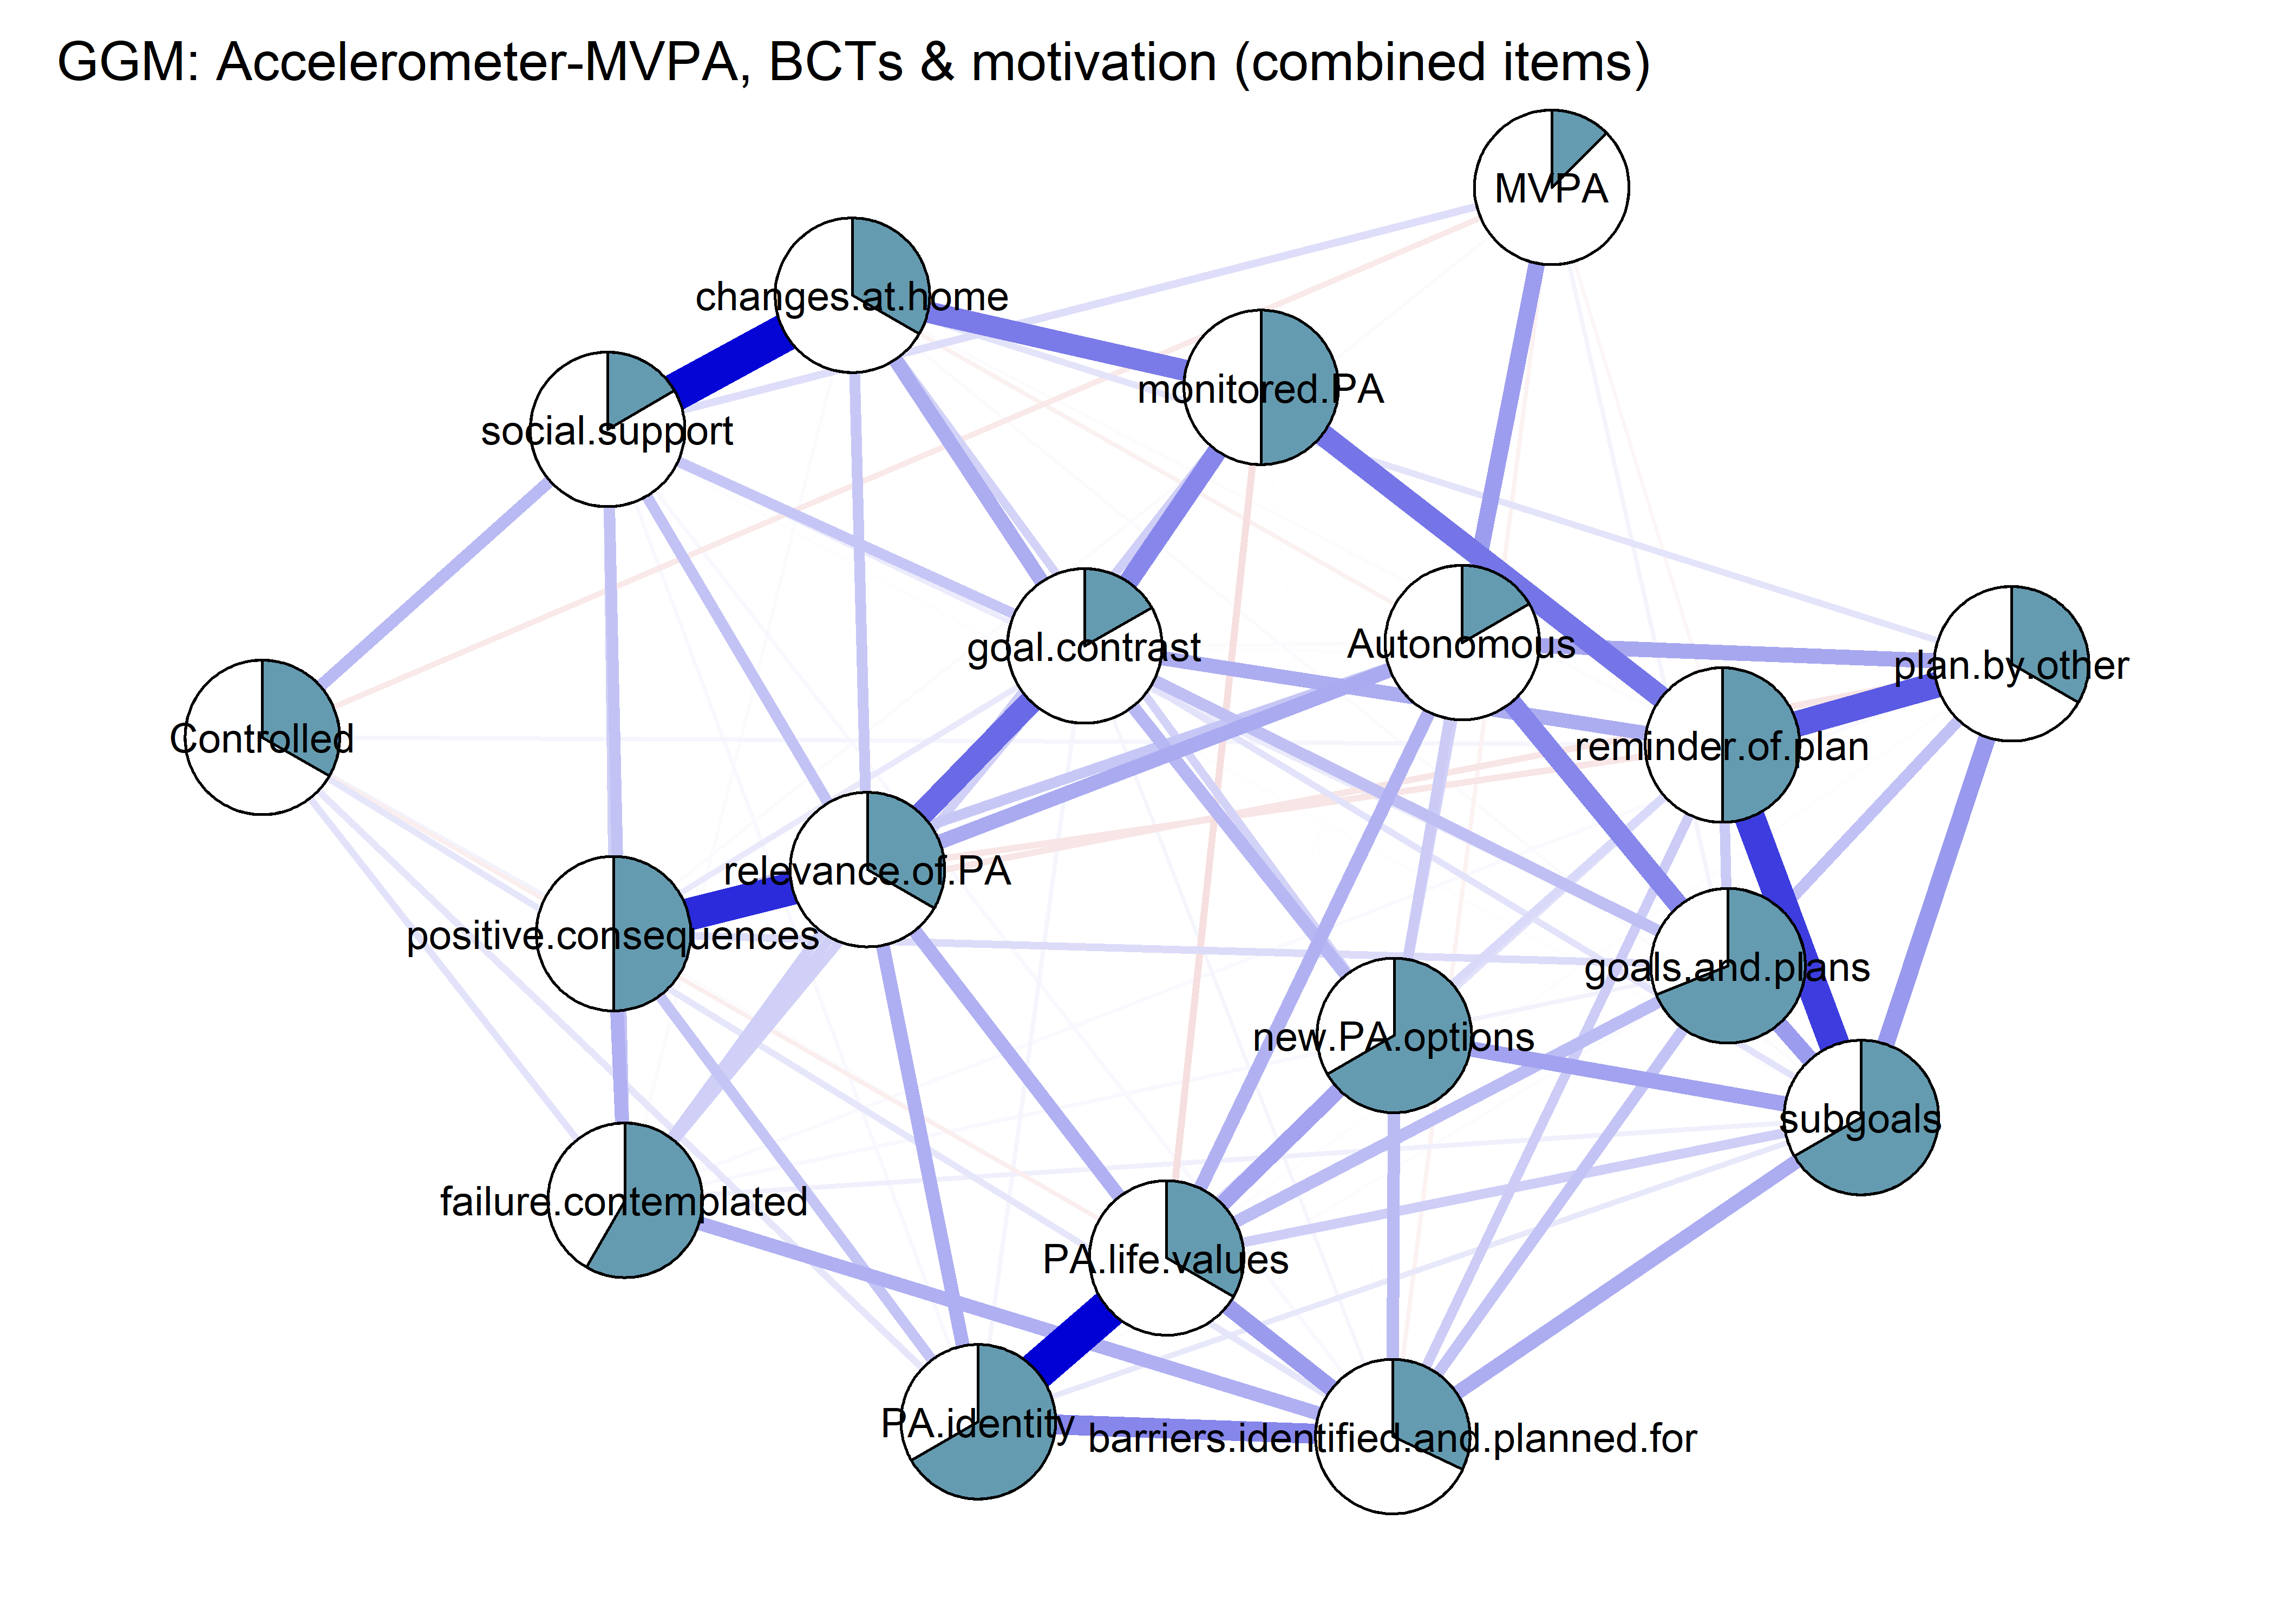 GGM: Accelerometer-MVPA, BCTs & motivation (combined items)
MVPA
changes.at.home
monitored.PA
social.support
goal.contrast
Autonomous
plan.by.other
Controlled
reminder.of.plan
relevance.of.PA
positive.consequences
goals.and.plans
new.PA.options
subgoals
failure.contemplated
PA.life.values
PA.identity
barriers.identified.and.planned.for